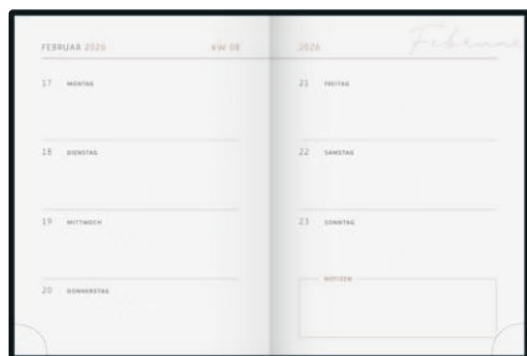 FEBRUAR 2026
KW 08
17 MONTAG
18 DIENSTAG
19 MITTWOCH
20 DONNERSTAG
2026
Februar
21 FREITAG
22 SAMSTAG
23 SONNTAG
NOTIZEN